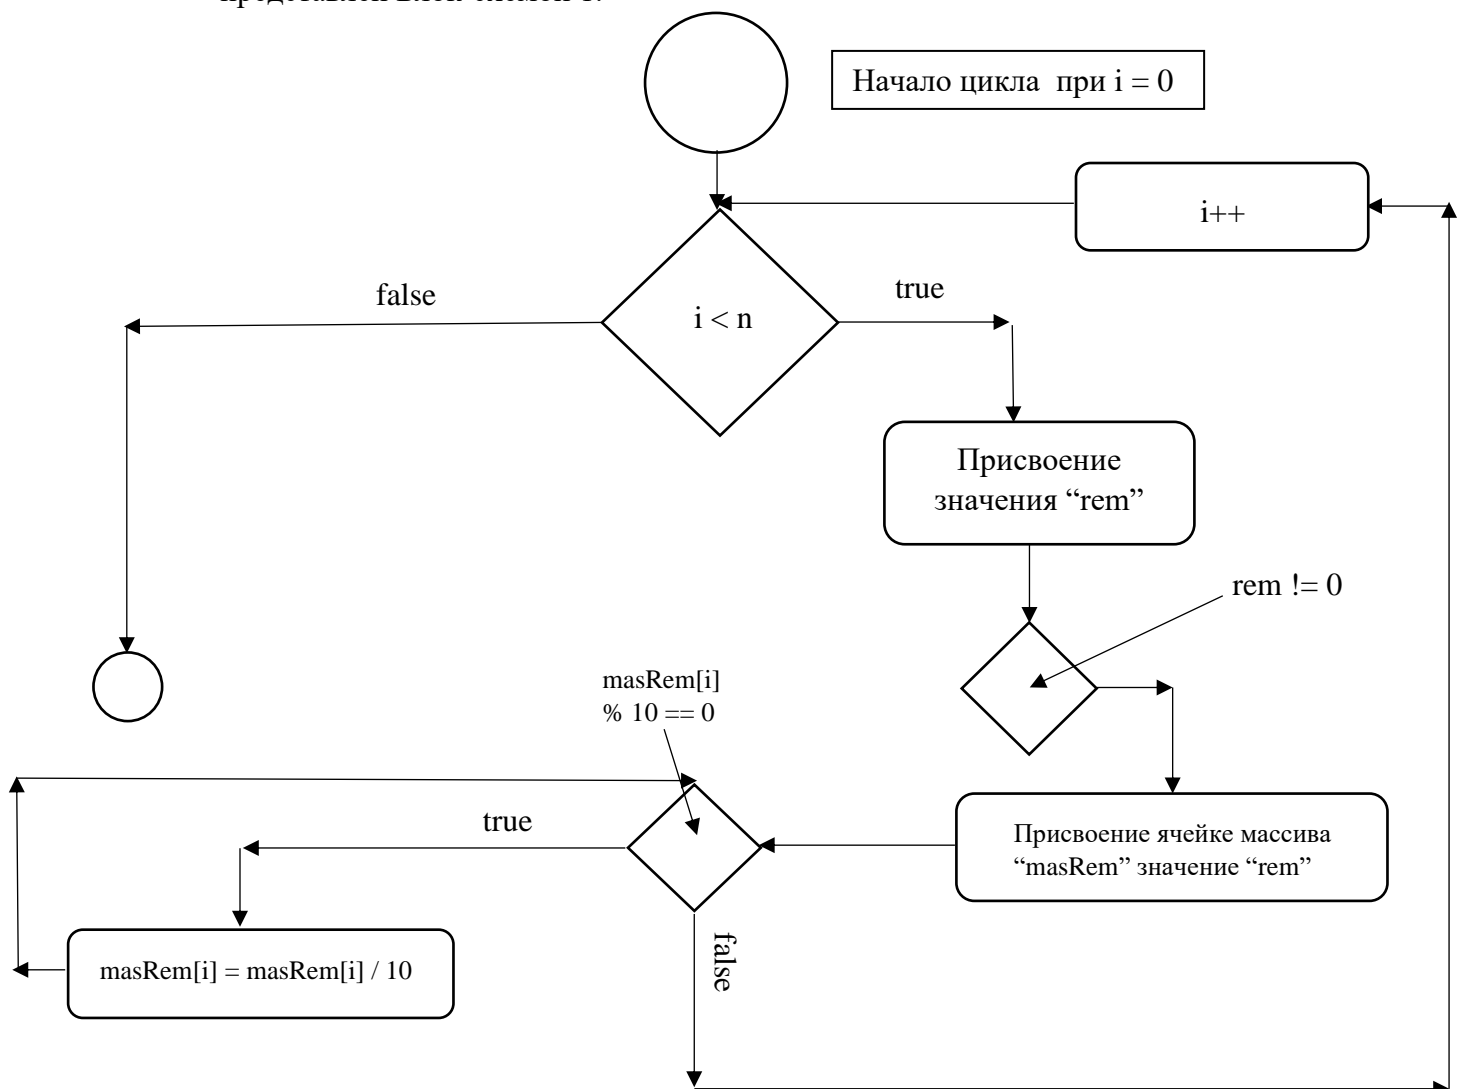 Начало цикла при i = 0
i++
false
true
i < n
Присвоение
значения “rem”
rem != 0
masRem[i]
% 10 == 0
true
Присвоение ячейке массива
“masRem” значение “rem”
false
masRem[i] = masRem[i] / 10